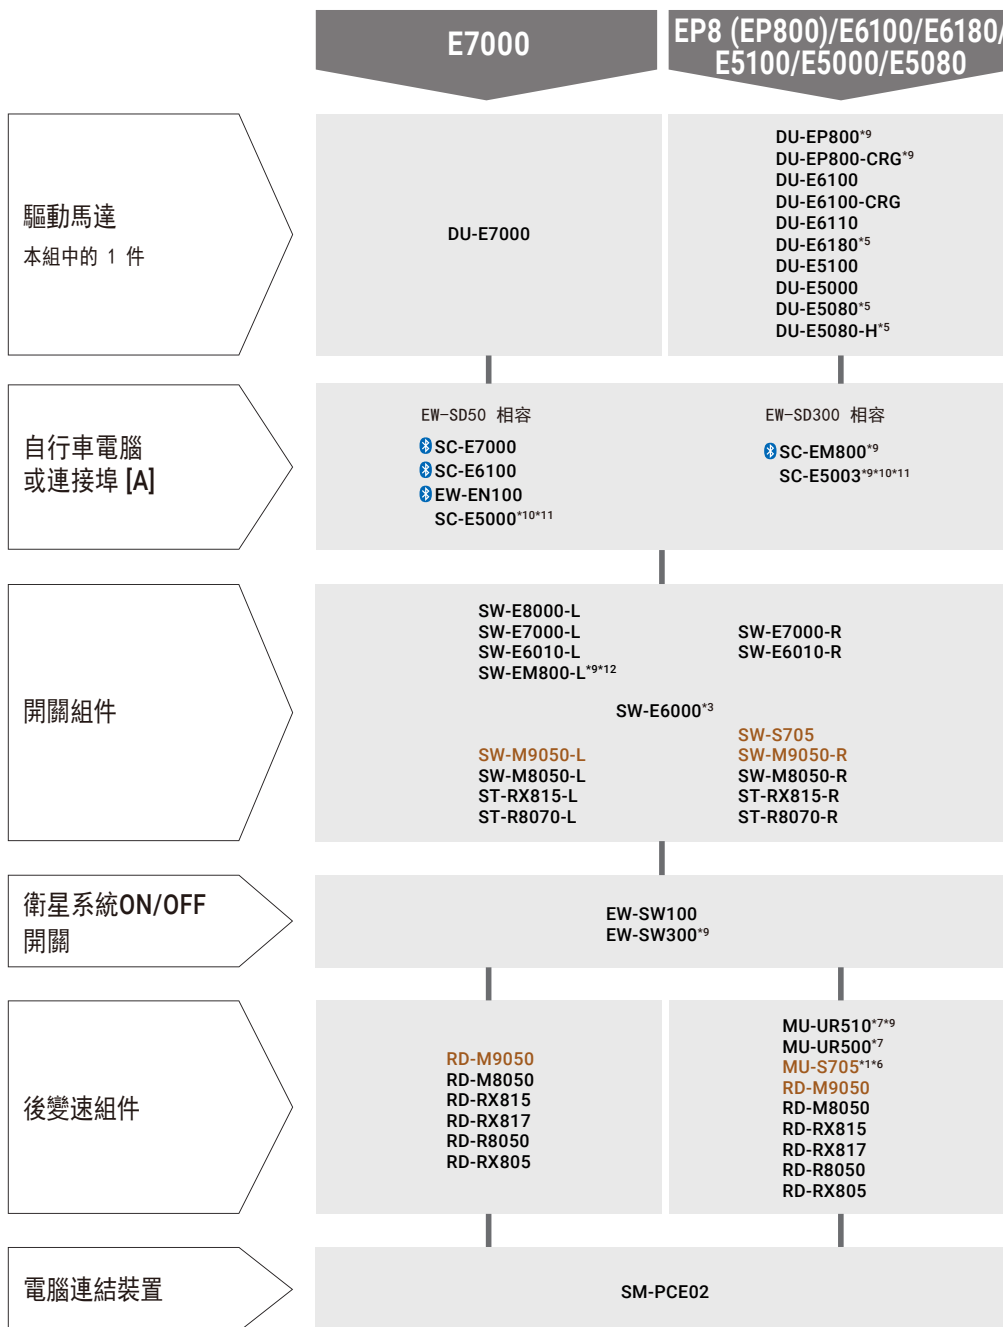 E7000
EP8 (EP800)/E6100/E6180/
E5100/E5000/E5080
驅動馬達
本組中的 1 件
DU-E7000
DU-EP800*9
DU-EP800-CRG*9
DU-E6100
DU-E6100-CRG
DU-E6110
DU-E6180*5
DU-E5100
DU-E5000
DU-E5080*5
DU-E5080-H*5
自行車電腦
或連接埠 [A]
EW-SD50 相容
SC-E7000
SC-E6100
EW-EN100
SC-E5000*10*11
EW-SD300 相容
SC-EM800*9
SC-E5003*9*10*11
開關組件
SW-E8000-L
SW-E7000-L
SW-E6010-L
SW-EM800-L*9*12
SW-E7000-R
SW-E6010-R
SW-E6000*3
SW-M9050-L
SW-M8050-L
ST-RX815-L
ST-R8070-L
SW-S705
SW-M9050-R
SW-M8050-R
ST-RX815-R
ST-R8070-R
衛星系統ON/OFF
開關
EW-SW100
EW-SW300*9
後變速組件
RD-M9050
RD-M8050
RD-RX815
RD-RX817
RD-R8050
RD-RX805
MU-UR510*7*9
MU-UR500*7
MU-S705*1*6
RD-M9050
RD-M8050
RD-RX815
RD-RX817
RD-R8050
RD-RX805
電腦連結裝置
SM-PCE02